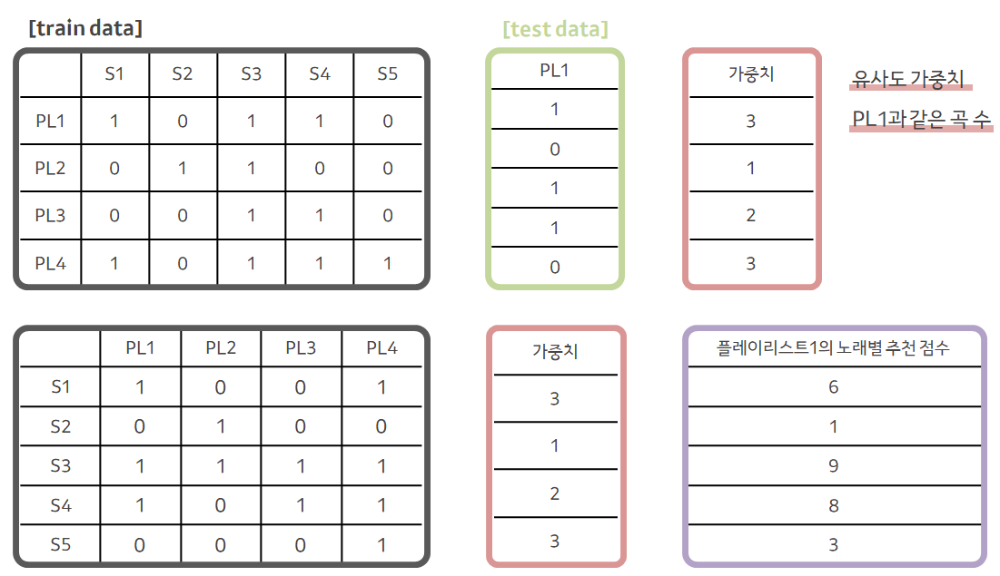 [train data]
[test data]
S1 S2 S3 S4 S5
PL1 1 0 1 1 0
PL2 0 1 1 0 0
PL3 0 0 1 1 0
PL4 1 0 1 1 1
PL1
1
0
1
1
0
가중치
3
1
2
3
유사도 가중치
PL1과 같은 곡 수
PL1 PL2 PL3 PL4
S1 1 0 0 1
S2 0 1 0 0
S3 1 1 1 1
S4 1 0 1 1
S5 0 0 0 1
가중치
3
1
2
3
플레이리스트1의 노래별 추천 점수
6
1
9
8
3